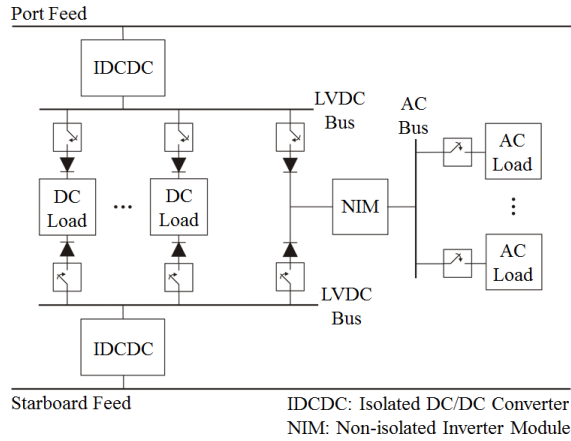 Port Feed
IDCDC
LVDC
Bus
AC
Bus
AC
Load
DC
Load
...
DC
Load
NIM
...
AC
Load
LVDC
Bus
IDCDC
Starboard Feed
IDCDC: Isolated DC/DC Converter
NIM: Non-isolated Inverter Module